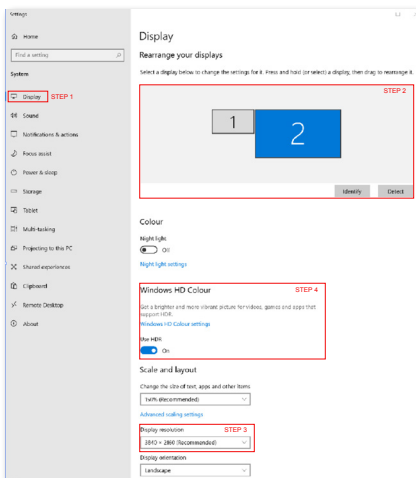 Settings
Home
Find a setting
System
Display STEP 1
Sound
Notifications & actions
Focus assist
Power & sleep
Storage
Tablet
Multi-tasking
Projecting to this PC
Shared experiences
Clipboard
Remote Desktop
About
Display
Rearrange your displays
Select a display below to change the settings for it. Press and hold (or select) a display, then drag to rearrange it.
STEP 2
1
2
Identify Detect
Colour
Night light
Off
Night light settings
Windows HD Colour STEP 4
Get a brighter and more vibrant picture for videos, games and apps that
support HDR.
Windows HD Colour settings
Use HDR
On
Scale and layout
Change the size of text, apps and other items
150% (Recommended)
Advanced scaling settings
Display resolution STEP 3
3840 × 2160 (Recommended)
Display orientation
Landscape